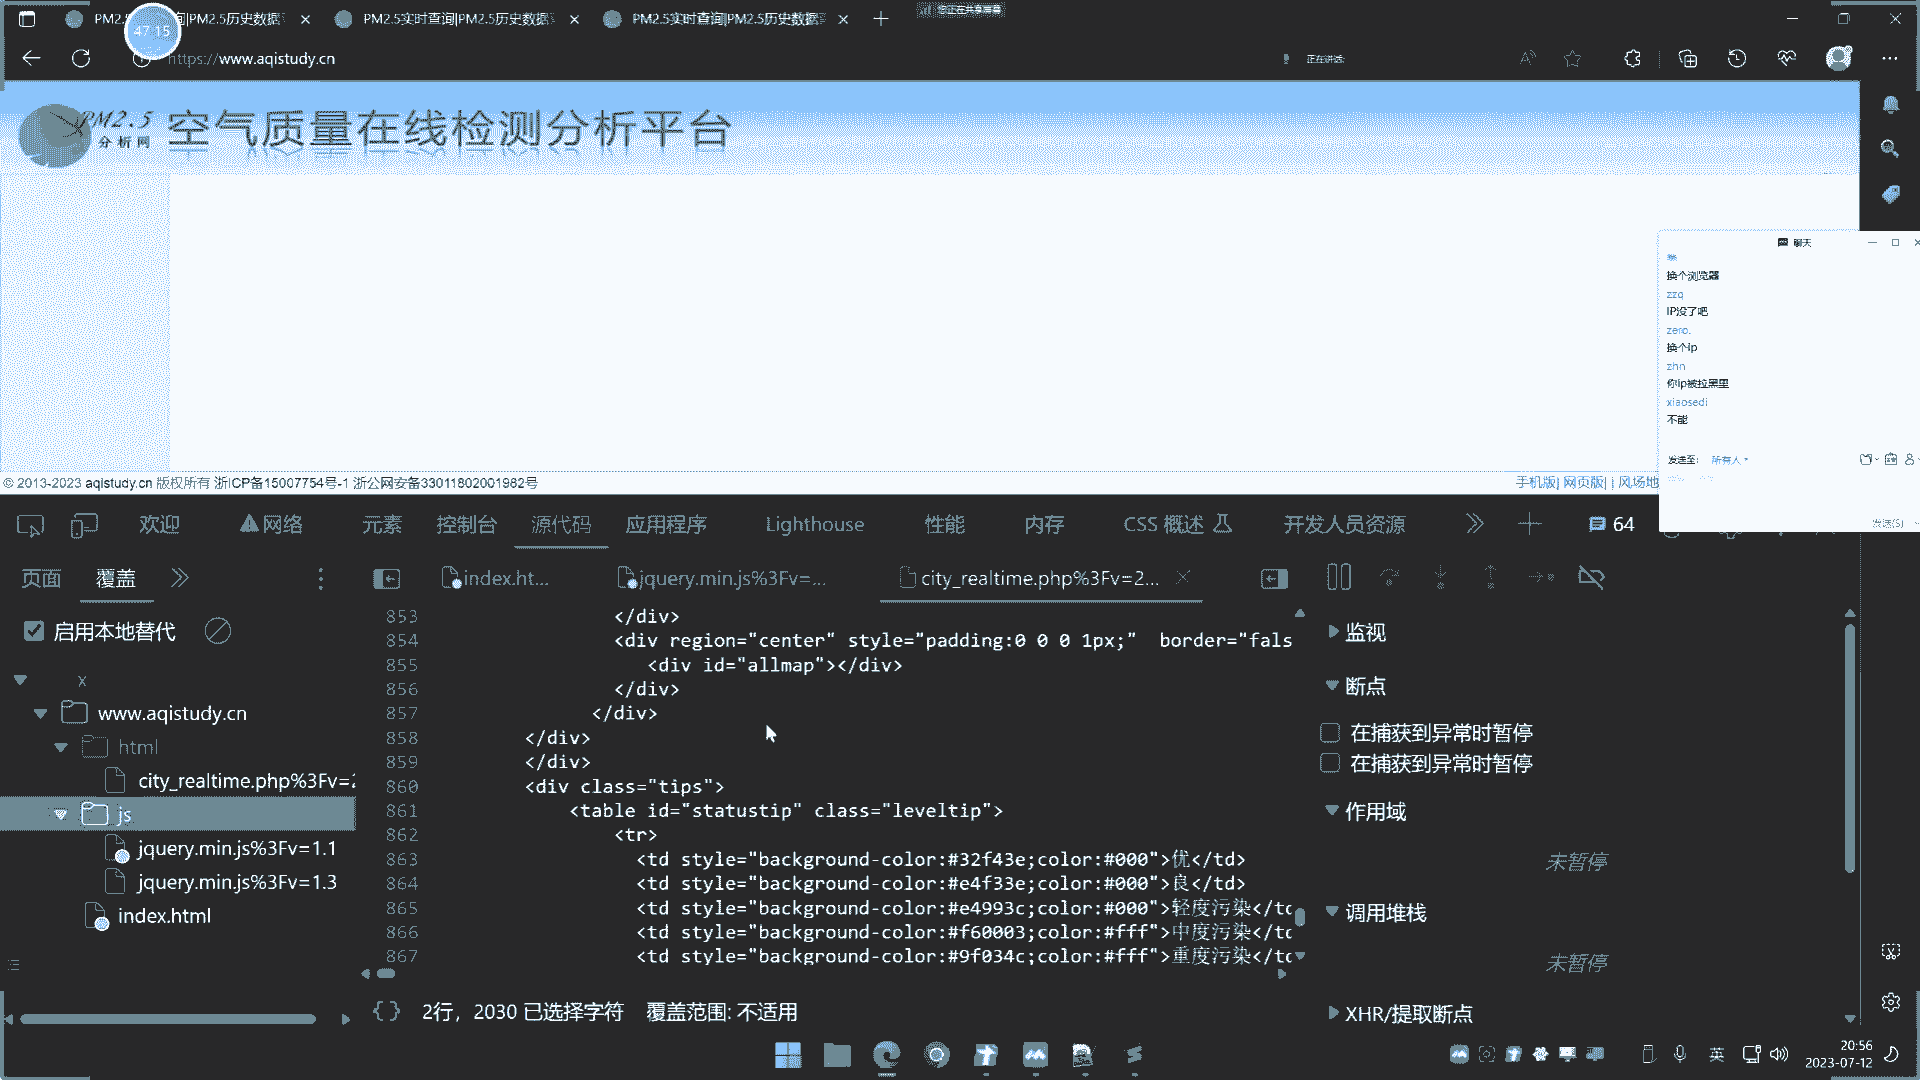 PM2.5实时查询|PM2.5历史数据
PM2.5实时查询|PM2.5历史数据
47:15
https://www.aqistudy.cn
正在讲话:
PM2.5
分析网
空气质量在线检测分析平台
聊天
换个浏览器
zzq
IP没了吧
zero.
换个ip
zhn
你ip被拉黑里
xiaosedi
不能
发送至:
所有人
发送(S)
© 2013-2023 aqistudy.cn 版权所有 浙ICP备15007754号-1 浙公网安备33011802001982号
手机版| 网页版| | 风场地
欢迎
网络
元素
控制台
源代码
应用程序
Lighthouse
性能
内存
CSS 概述
开发人员资源
64
页面
覆盖
index.ht...
jquery.min.js%3Fv=...
city_realtime.php%3Fv=2...
启用本地替代
x
www.aqistudy.cn
html
city_realtime.php%3Fv=2
js
jquery.min.js%3Fv=1.1
jquery.min.js%3Fv=1.3
index.html
853 </div>
854 <div region="center" style="padding:0 0 0 1px;" border="fals
855 <div id="allmap"></div>
856 </div>
857 </div>
858 </div>
859 </div>
860 <div class="tips">
861 <table id="statustip" class="leveltip">
862 <tr>
863 <td style="background-color:#32f43e;color:#000">优</td>
864 <td style="background-color:#e4f33e;color:#000">良</td>
865 <td style="background-color:#e4993c;color:#000">轻度污染</td
866 <td style="background-color:#f60003;color:#fff">中度污染</td
867 <td style="background-color:#9f034c;color:#fff">重度污染</td
{} 2行，2030 已选择字符 覆盖范围: 不适用
监视
断点
在捕获到异常时暂停
在捕获到异常时暂停
作用域
未暂停
调用堆栈
未暂停
XHR/提取断点
英
20:56
2023-07-12